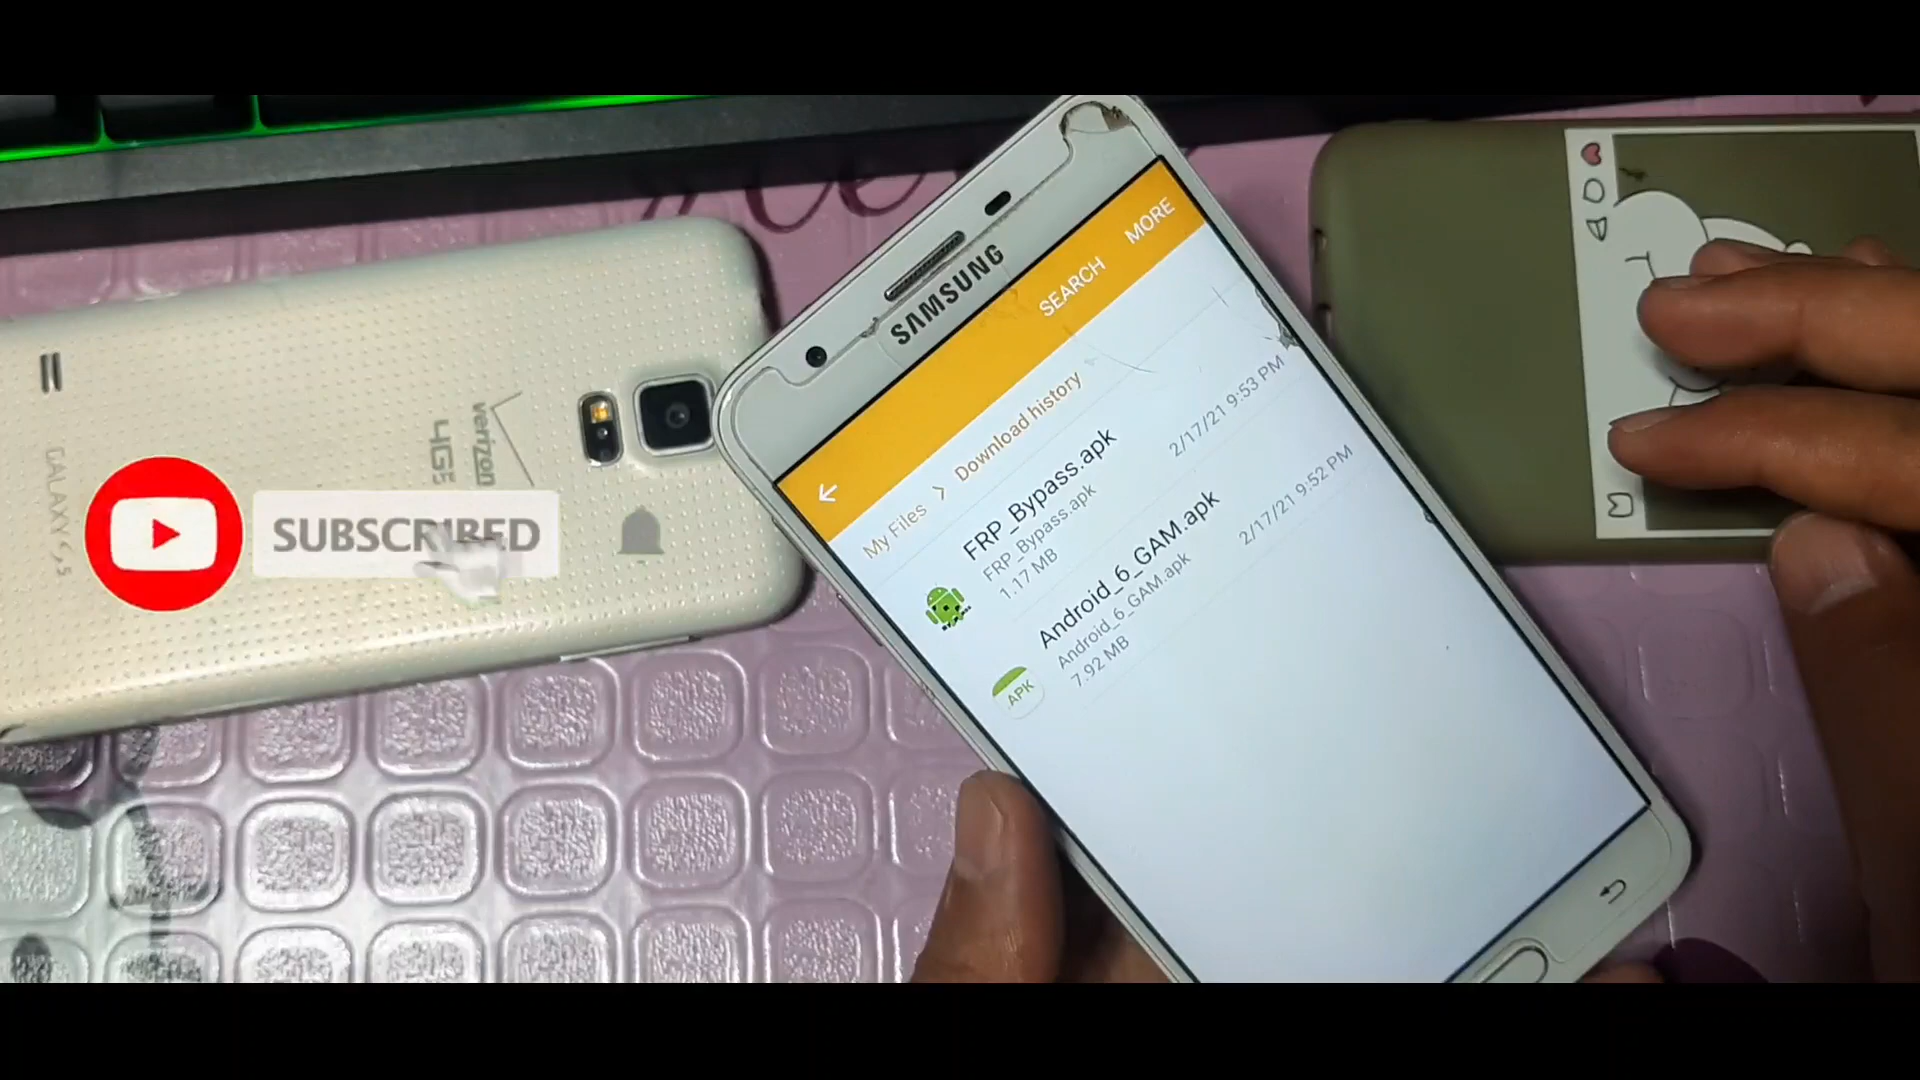 SAMSUNG
MORE
SEARCH
My Files > Download history
FRP_Bypass.apk
FRP_Bypass.apk
1.17 MB
2/17/21 9:53 PM
Android_6_GAM.apk
Android_6_GAM.apk
7.92 MB
2/17/21 9:52 PM
APK
verizon
4G
GALAXY S5
SUBSCRIBED